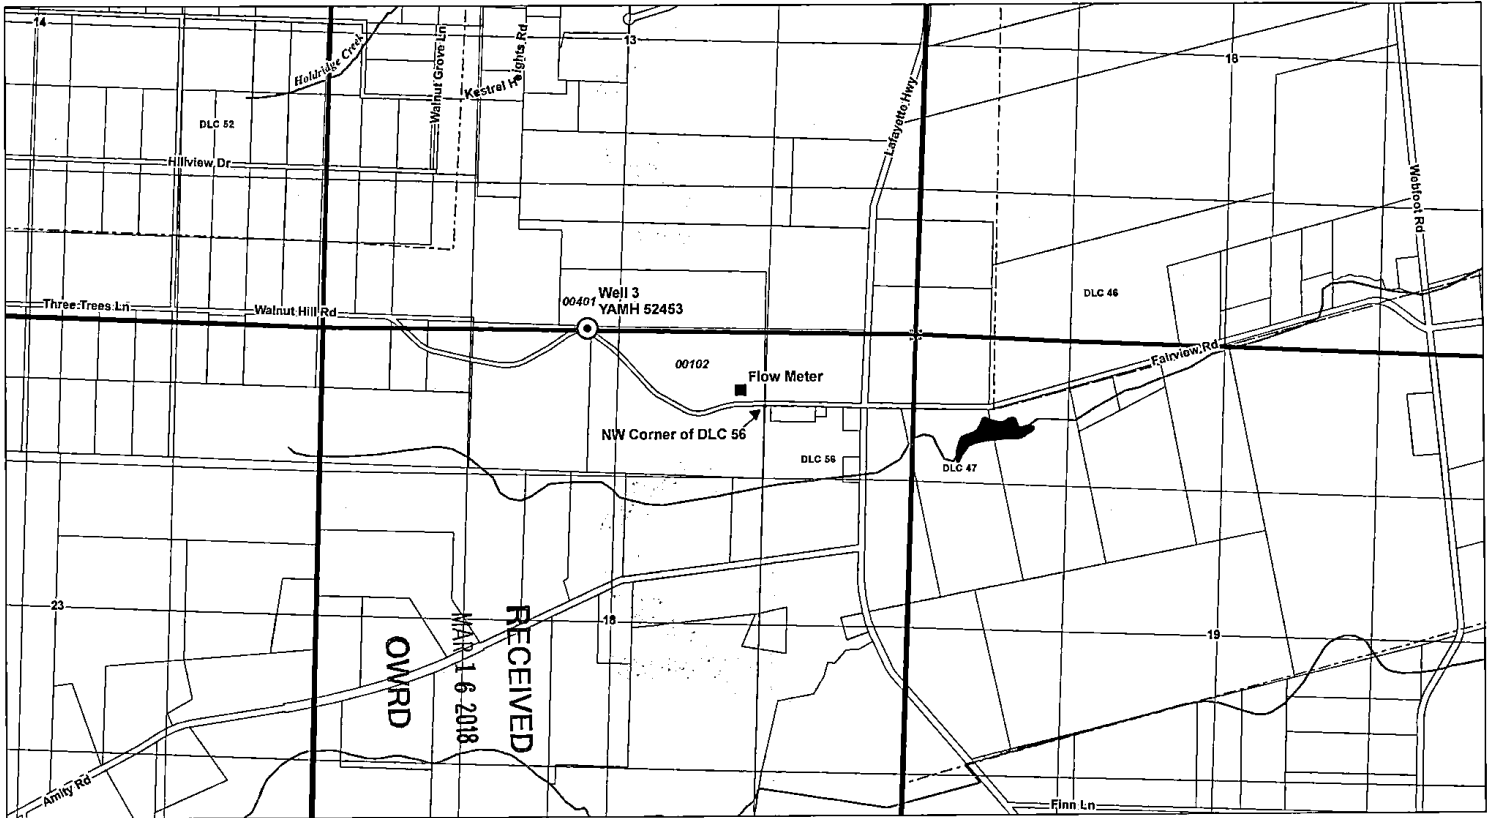 14
13
18
Holdridge Creek
Walnut Grove Ln
Kestrel Heights Rd
Lafayette Hwy
DLC 52
Hillview Dr
Webfoot Rd
Three Trees Ln
Walnut Hill Rd
00401
Well 3
YAMH 52453
DLC 46
00102
Flow Meter
Fairview Rd
NW Corner of DLC 56
DLC 56
DLC 47
23
18
19
RECEIVED
MAR 16 2018
OWRD
Amity Rd
Finn Ln